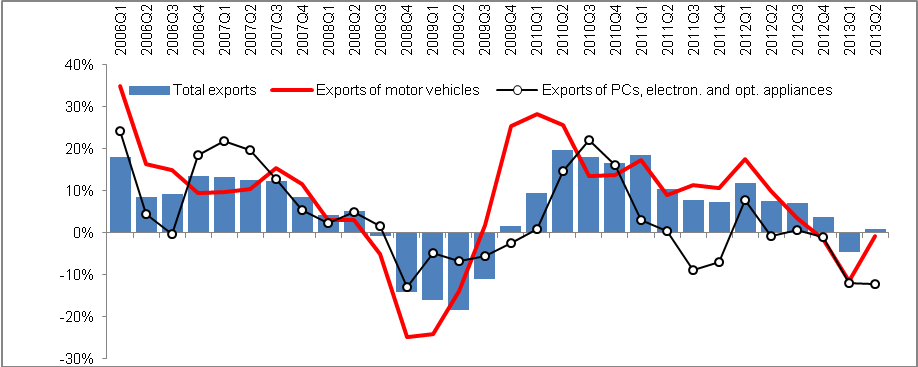 2006Q1
2006Q2
2006Q3
2006Q4
2007Q1
2007Q2
2007Q3
2007Q4
2008Q1
2008Q2
2008Q3
2008Q4
2009Q1
2009Q2
2009Q3
2009Q4
2010Q1
2010Q2
2010Q3
2010Q4
2011Q1
2011Q2
2011Q3
2011Q4
2012Q1
2012Q2
2012Q3
2012Q4
2013Q1
2013Q2
40%
Total exports Exports of motor vehicles Exports of PCs, electron. and opt. appliances
30%
20%
10%
0%
-10%
-20%
-30%